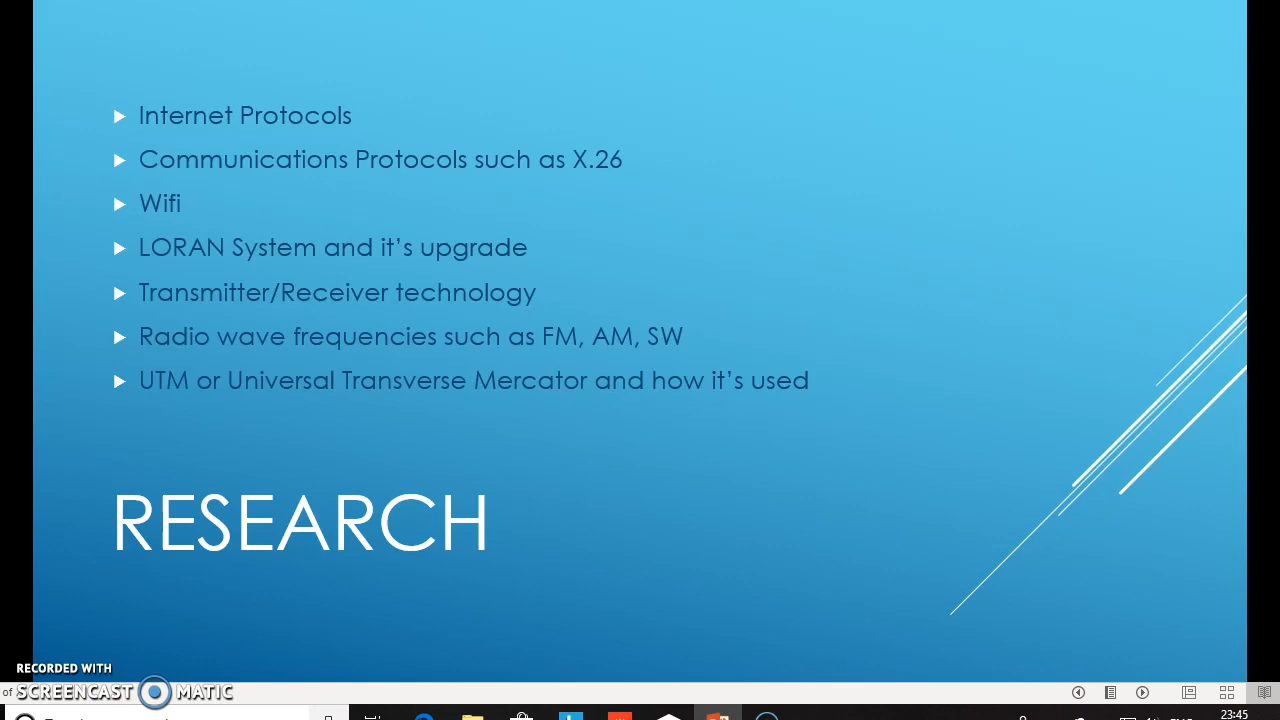 Internet Protocols
Communications Protocols such as X.26
Wifi
LORAN System and it's upgrade
Transmitter/Receiver technology
Radio wave frequencies such as FM, AM, SW
UTM or Universal Transverse Mercator and how it's used
RESEARCH
RECORDED WITH
of
SCREENCAST MATIC
23:45